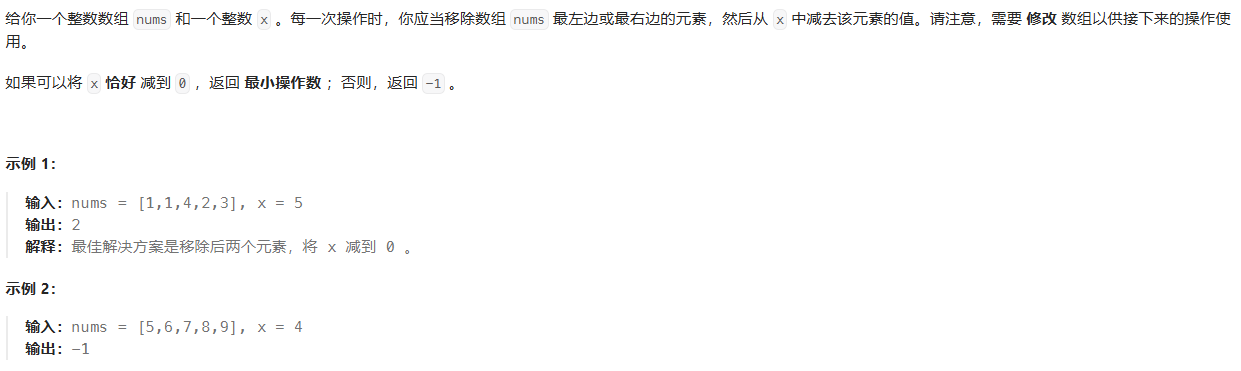 给你一个整数数组 nums 和一个整数 x 。每一次操作时，你应当移除数组 nums 最左边或最右边的元素，然后从 x 中减去该元素的值。请注意，需要 修改 数组以供接下来的操作使
用。
如果可以将 x 恰好 减到 0 ，返回 最小操作数 ；否则，返回 -1 。
示例 1：
输入：nums = [1,1,4,2,3], x = 5
输出：2
解释：最佳解决方案是移除后两个元素，将 x 减到 0 。
示例 2：
输入：nums = [5,6,7,8,9], x = 4
输出：-1